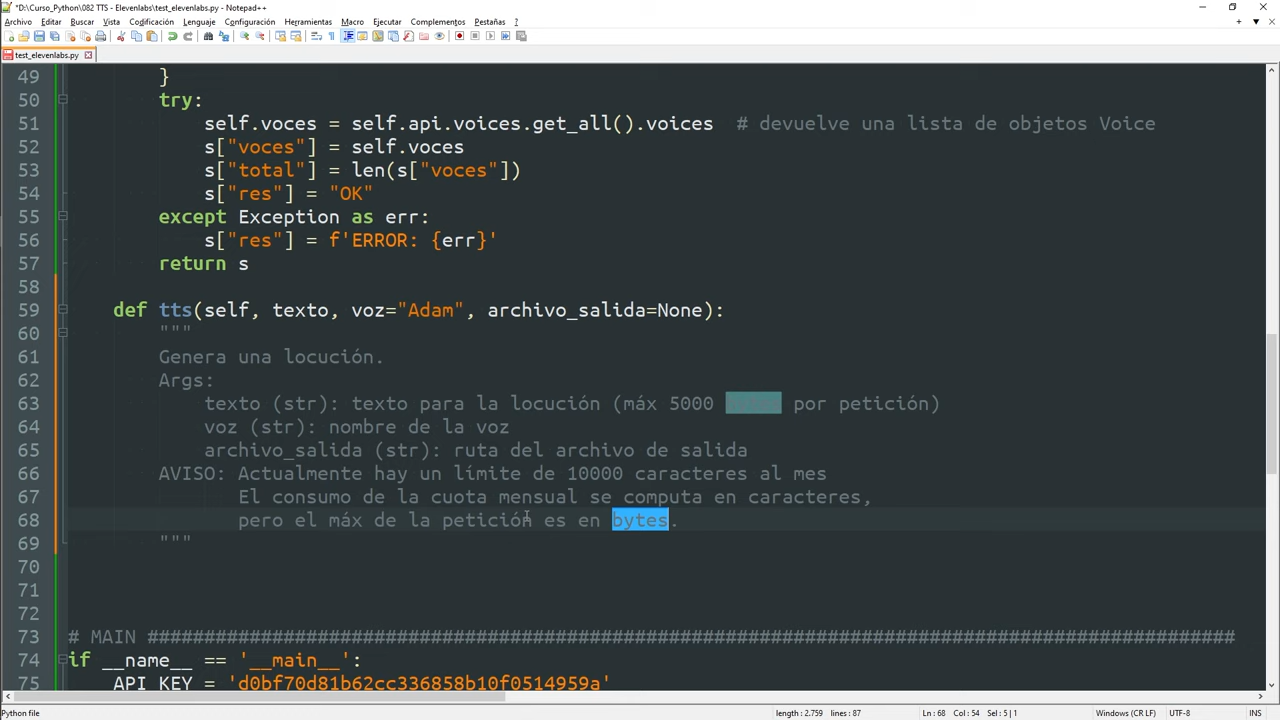 *D:\Curso_Python\082 TTS - Elevenlabs\test_elevenlabs.py - Notepad++
Archivo Editar Buscar Vista Codificación Lenguaje Configuración Herramientas Macro Ejecutar Complementos Pestañas ?
test_elevenlabs.py
49 }
50 try:
51 self.voces = self.api.voices.get_all().voices # devuelve una lista de objetos Voice
52 s["voces"] = self.voces
53 s["total"] = len(s["voces"])
54 s["res"] = "OK"
55 except Exception as err:
56 s["res"] = f'ERROR: {err}'
57 return s
58
59 def tts(self, texto, voz="Adam", archivo_salida=None):
60 """
61 Genera una locución.
62 Args:
63 texto (str): texto para la locución (máx 5000 bytes por petición)
64 voz (str): nombre de la voz
65 archivo_salida (str): ruta del archivo de salida
66 AVISO: Actualmente hay un límite de 10000 caracteres al mes
67 El consumo de la cuota mensual se computa en caracteres,
68 pero el máx de la petición es en bytes.
69 """
70
71
72
73 # MAIN ################################################################################################
74 if __name__ == '__main__':
75 API_KEY = 'd0bf70d81b62cc336858b10f0514959a'
Python file length : 2.759 lines : 87 Ln : 68 Col : 54 Sel : 5 | 1 Windows (CR LF) UTF-8 INS